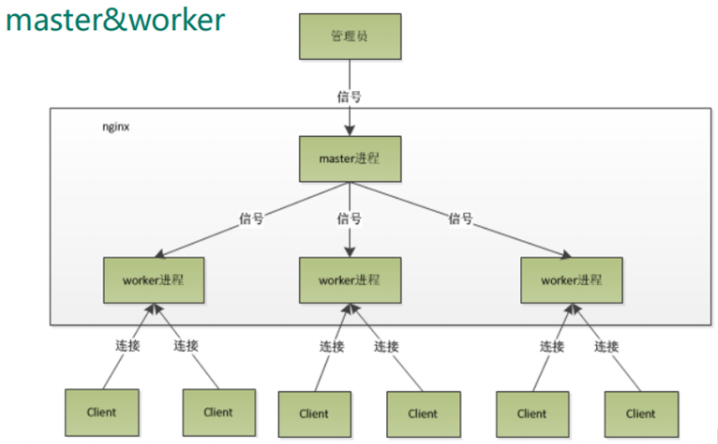 master&worker
管理员
信号
nginx
master进程
信号 信号 信号
worker进程 worker进程 worker进程
连接 连接 连接 连接 连接 连接
Client Client Client Client Client Client